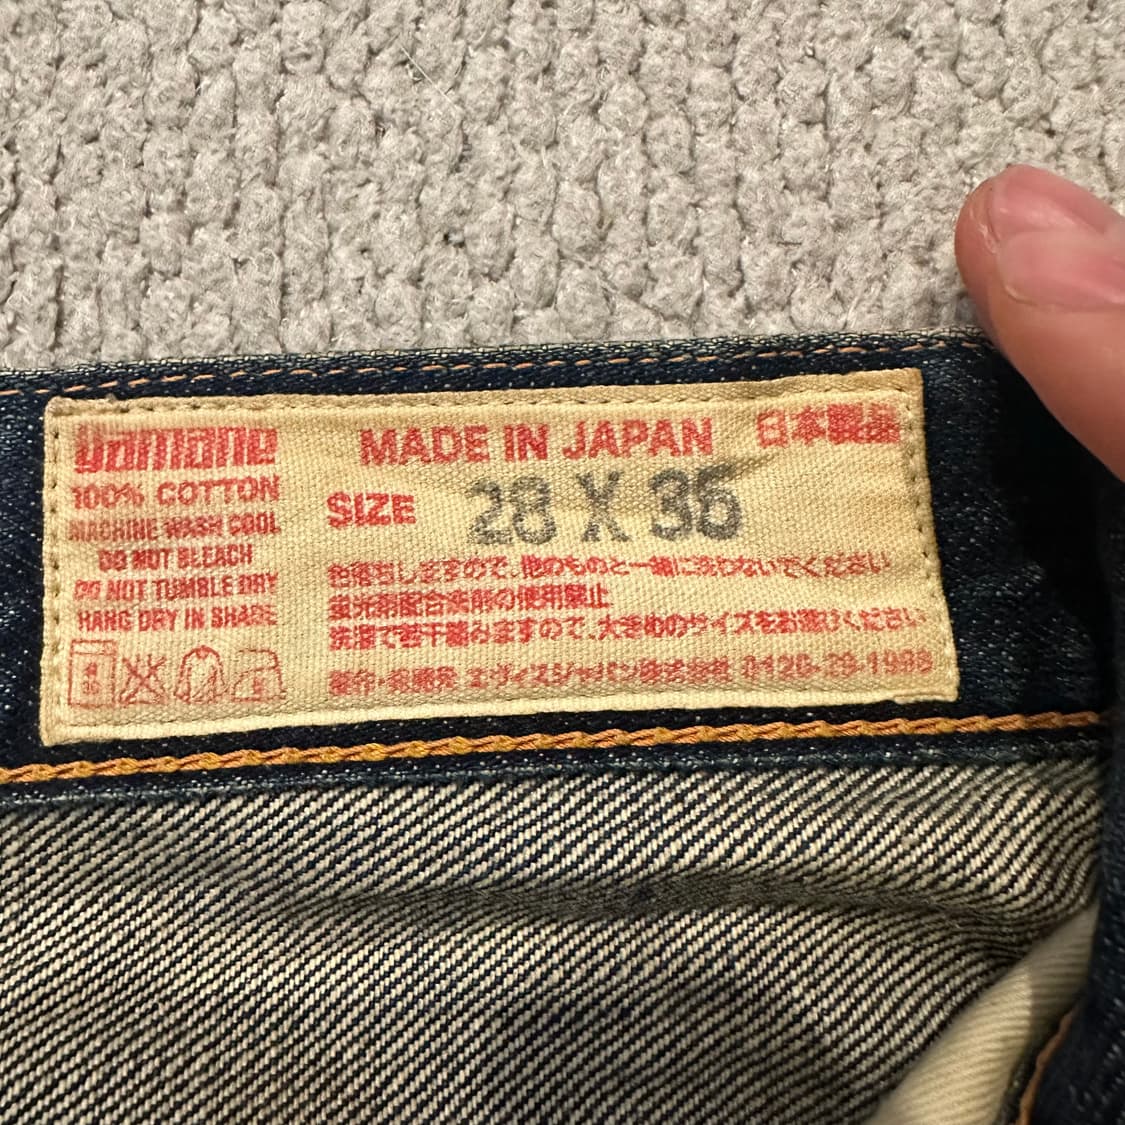 Yamane
100% COTTON
MACHINE WASH COOL
DO NOT BLEACH
DO NOT TUMBLE DRY
HANG DRY IN SHADE
MADE IN JAPAN 日本製品
SIZE 28 X 36
色落ちしますので、他のものと一緒に洗わないでください
蛍光剤配合洗剤の使用禁止
洗濯で若干縮みますので、大きめのサイズをお選びください
製作・発売元 エヴィスジャパン株式会社 0120-29-1998